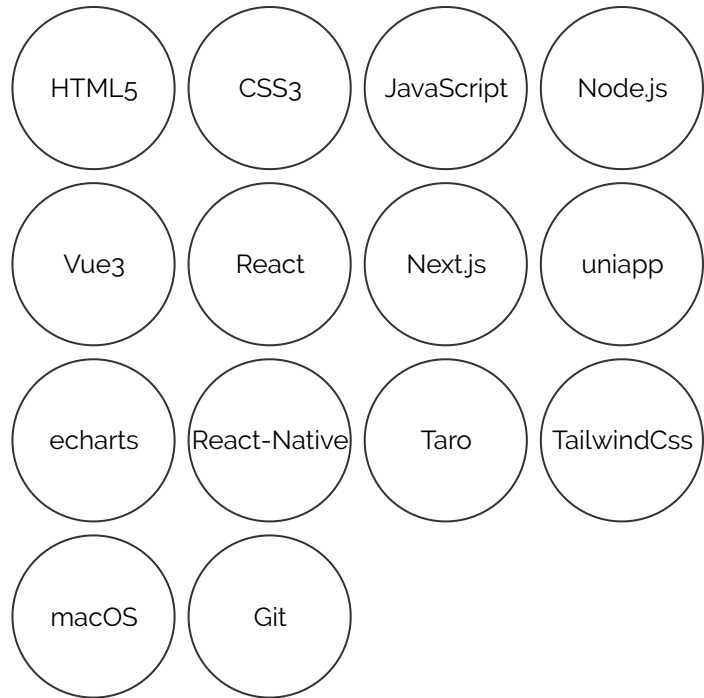 HTML5
CSS3
JavaScript
Node.js
Vue3
React
Next.js
uniapp
echarts
React-Native
Taro
TailwindCss
macOS
Git